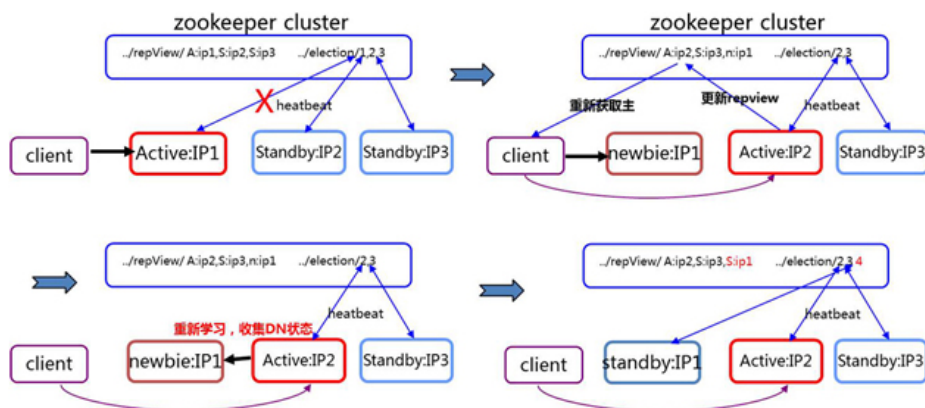 zookeeper cluster
../repView/ A:ip1,S:ip2,S:ip3 ../election/1,2,3
X heatbeat
client
Active:IP1
Standby:IP2
Standby:IP3
zookeeper cluster
../repView/ A:ip2,S:ip3,n:ip1 ../election/2,3
重新获取主
更新repview
heatbeat
client
newbie:IP1
Active:IP2
Standby:IP3
../repView/ A:ip2,S:ip3,n:ip1 ../election/2,3
heatbeat
重新学习，收集DN状态
client
newbie:IP1
Active:IP2
Standby:IP3
../repView/ A:ip2,S:ip3,S:ip1 ../election/2,3 4
heatbeat
client
standby:IP1
Active:IP2
Standby:IP3